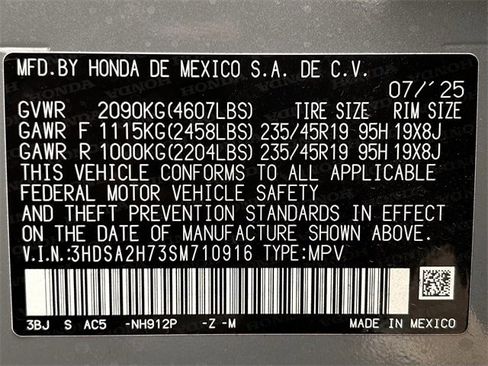 MFD.BY HONDA DE MEXICO S.A. DE C.V.
07/'25
GVWR 2090KG(4607LBS) TIRE SIZE RIM SIZE
GAWR F 1115KG(2458LBS) 235/45R19 95H 19X8J
GAWR R 1000KG(2204LBS) 235/45R19 95H 19X8J
THIS VEHICLE CONFORMS TO ALL APPLICABLE
FEDERAL MOTOR VEHICLE SAFETY
AND THEFT PREVENTION STANDARDS IN EFFECT
ON THE DATE OF MANUFACTURE SHOWN ABOVE.
V.I.N.:3HDSA2H73SM710916 TYPE:MPV
3BJ S AC5 -NH912P -Z -M MADE IN MEXICO